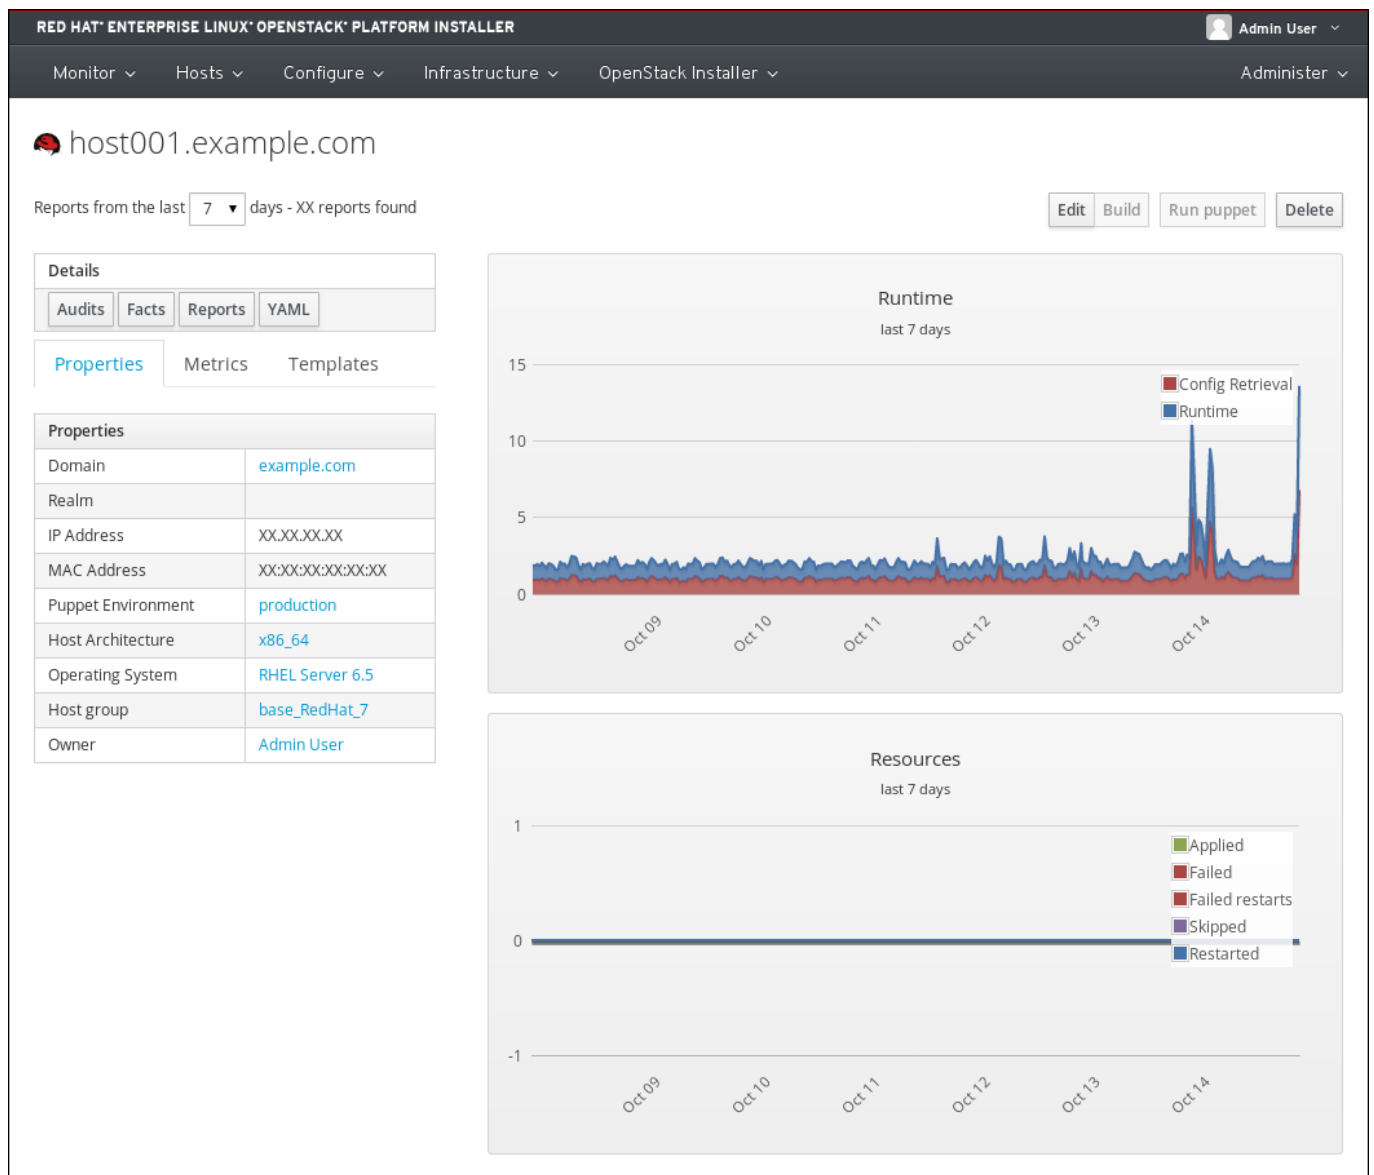 RED HAT® ENTERPRISE LINUX® OPENSTACK® PLATFORM INSTALLER
Admin User
Monitor Hosts Configure Infrastructure OpenStack Installer Administer
host001.example.com
Reports from the last 7 days - XX reports found
Edit Build Run puppet Delete
Details
Audits Facts Reports YAML
Properties Metrics Templates
Properties
Domain example.com
Realm
IP Address XX.XX.XX.XX
MAC Address XX:XX:XX:XX:XX:XX
Puppet Environment production
Host Architecture x86_64
Operating System RHEL Server 6.5
Host group base_RedHat_7
Owner Admin User
Runtime
last 7 days
15
Config Retrieval
Runtime
10
5
0
Oct 09 Oct 10 Oct 11 Oct 12 Oct 13 Oct 14
Resources
last 7 days
1
Applied
Failed
Failed restarts
Skipped
0
Restarted
-1
Oct 09 Oct 10 Oct 11 Oct 12 Oct 13 Oct 14